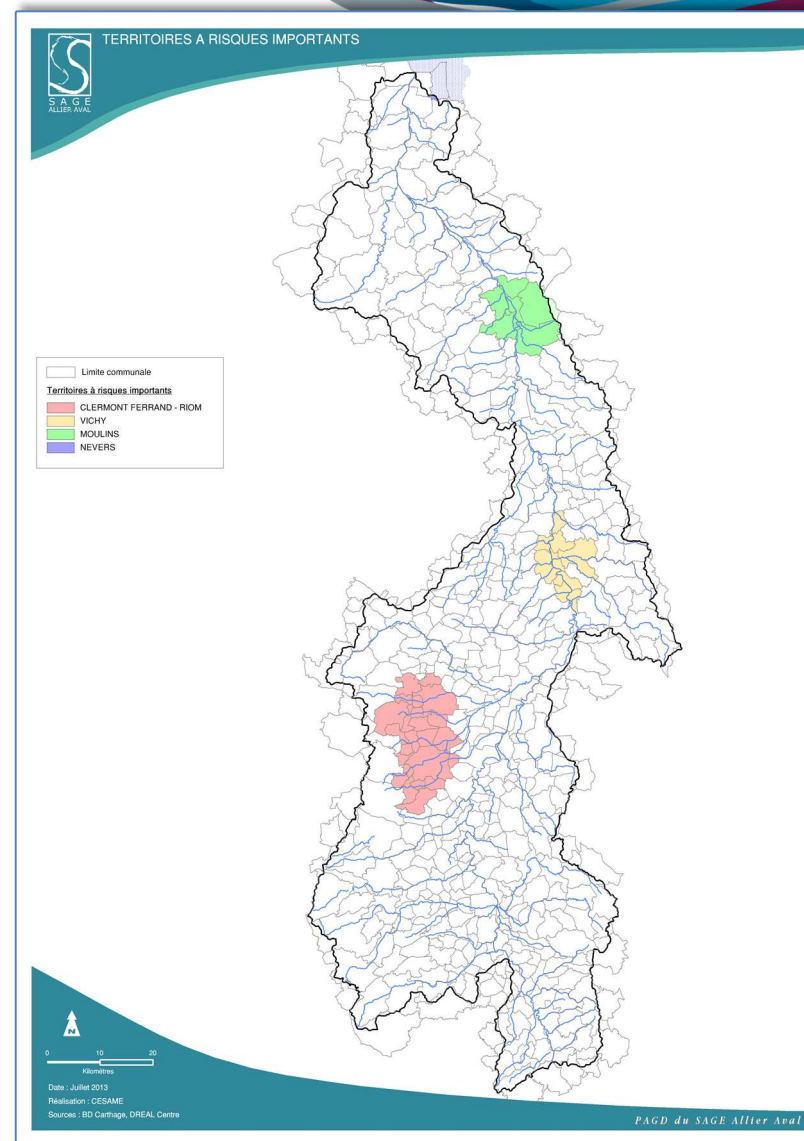 TERRITOIRES A RISQUES IMPORTANTS
SAGE
ALLIER AVAL
Limite communale
Territoires à risques importants
CLERMONT FERRAND - RIOM
VICHY
MOULINS
NEVERS
N
0 10 20
Kilomètres
Date : Juillet 2013
Réalisation : CESAME
Sources : BD Carthage, DREAL Centre
PAGD du SAGE Allier Aval